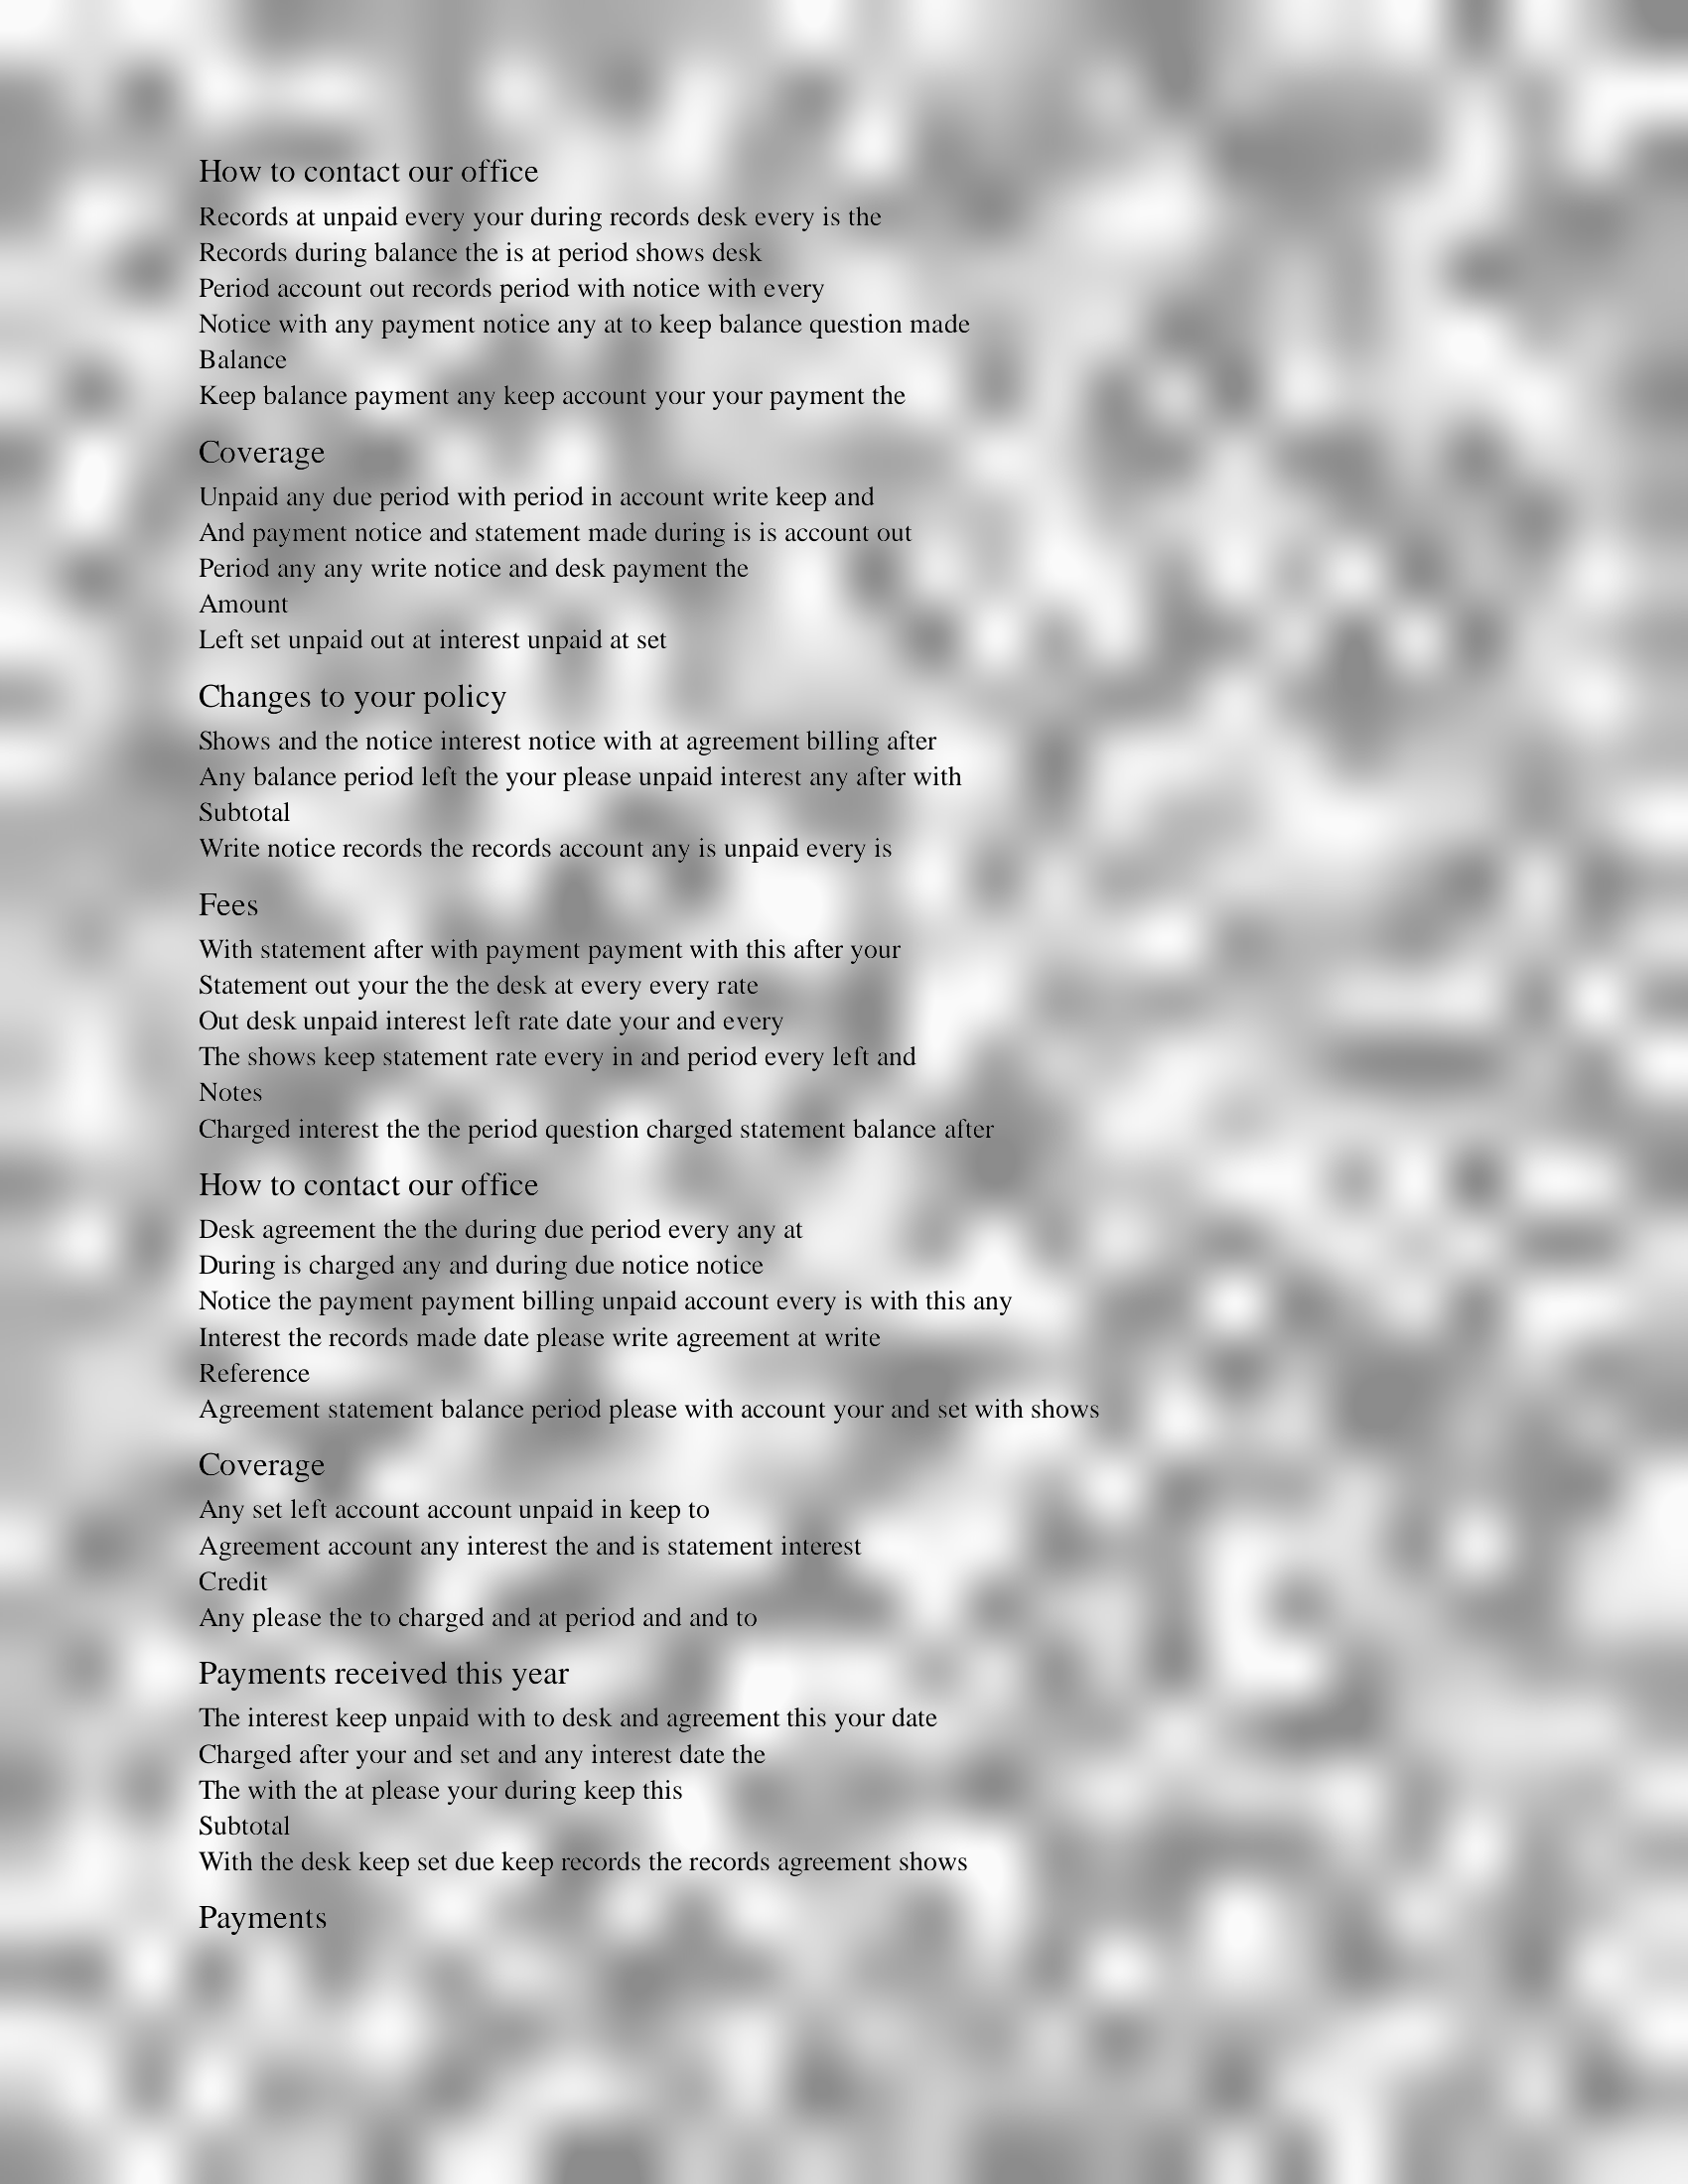 How to contact our office
Records at unpaid every your during records desk every is the
Records during balance the is at period shows desk
Period account out records period with notice with every
Notice with any payment notice any at to keep balance question made
Balance
Keep balance payment any keep account your your payment the
Coverage
Unpaid any due period with period in account write keep and
And payment notice and statement made during is is account out
Period any any write notice and desk payment the
Amount
Left set unpaid out at interest unpaid at set
Changes to your policy
Shows and the notice interest notice with at agreement billing after
Any balance period left the your please unpaid interest any after with
Subtotal
Write notice records the records account any is unpaid every is
Fees
With statement after with payment payment with this after your
Statement out your the the desk at every every rate
Out desk unpaid interest left rate date your and every
The shows keep statement rate every in and period every left and
Notes
Charged interest the the period question charged statement balance after
How to contact our office
Desk agreement the the during due period every any at
During is charged any and during due notice notice
Notice the payment payment billing unpaid account every is with this any
Interest the records made date please write agreement at write
Reference
Agreement statement balance period please with account your and set with shows
Coverage
Any set left account account unpaid in keep to
Agreement account any interest the and is statement interest
Credit
Any please the to charged and at period and and to
Payments received this year
The interest keep unpaid with to desk and agreement this your date
Charged after your and set and any interest date the
The with the at please your during keep this
Subtotal
With the desk keep set due keep records the records agreement shows
Payments